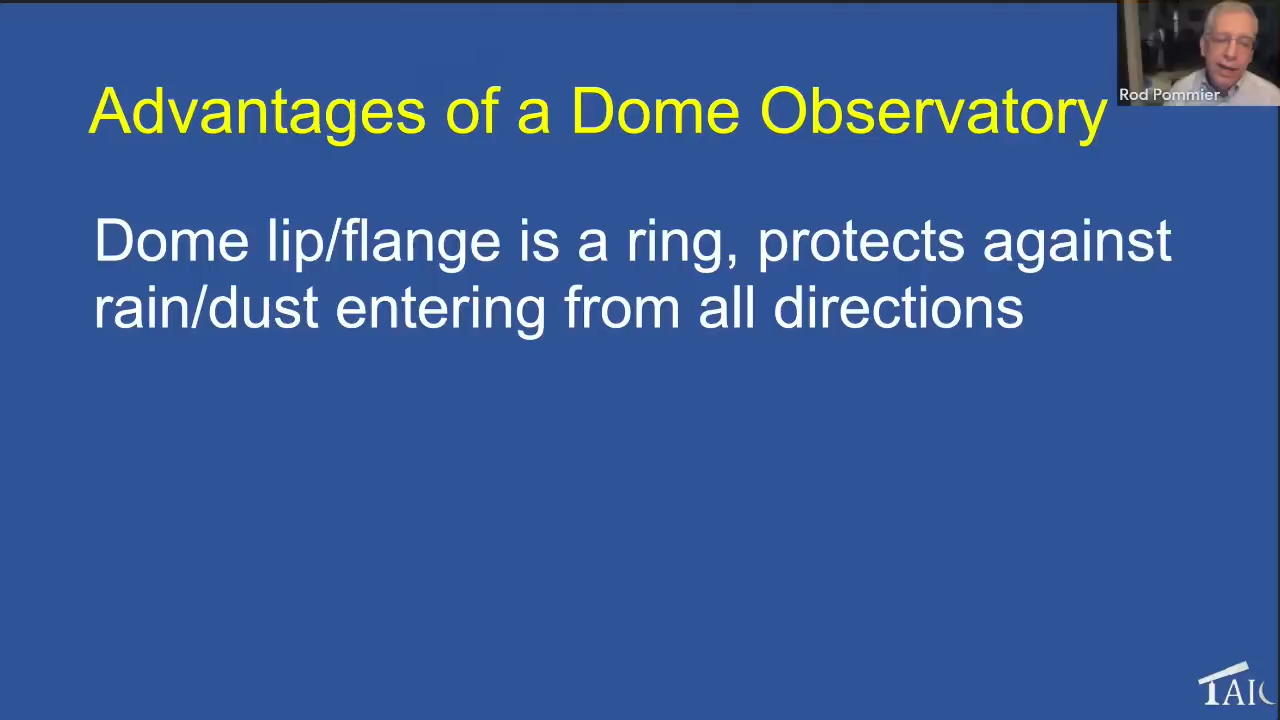 Advantages of a Dome Observatory
Rod Pommier
Dome lip/flange is a ring, protects against
rain/dust entering from all directions
TAIC